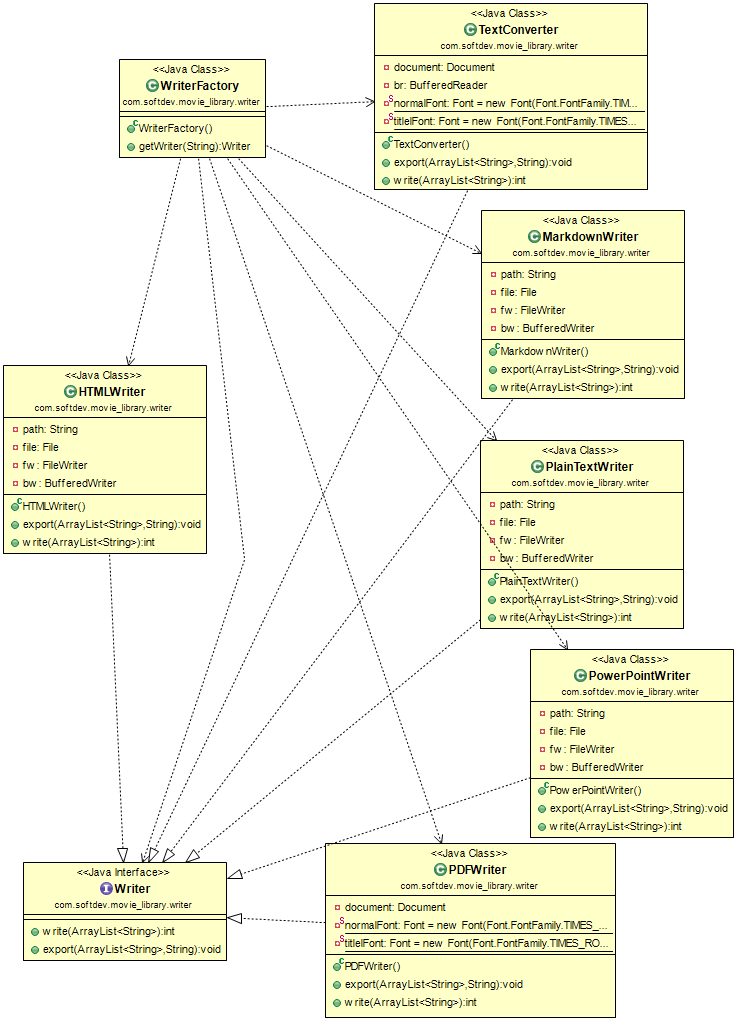 <<Java Class>>
TextConverter
com.softdev.movie_library.writer
document: Document
br: BufferedReader
normalFont: Font = new Font(Font.FontFamily.TIM...
titlelFont: Font = new Font(Font.FontFamily.TIMES...
TextConverter()
export(ArrayList<String>,String):void
write(ArrayList<String>):int
<<Java Class>>
WriterFactory
com.softdev.movie_library.writer
WriterFactory()
getWriter(String):Writer
<<Java Class>>
MarkdownWriter
com.softdev.movie_library.writer
path: String
file: File
fw: FileWriter
bw: BufferedWriter
MarkdownWriter()
export(ArrayList<String>,String):void
write(ArrayList<String>):int
<<Java Class>>
HTMLWriter
com.softdev.movie_library.writer
path: String
file: File
fw: FileWriter
bw: BufferedWriter
HTMLWriter()
export(ArrayList<String>,String):void
write(ArrayList<String>):int
<<Java Class>>
PlainTextWriter
com.softdev.movie_library.writer
path: String
file: File
fw: FileWriter
bw: BufferedWriter
PlainTextWriter()
export(ArrayList<String>,String):void
write(ArrayList<String>):int
<<Java Class>>
PowerPointWriter
com.softdev.movie_library.writer
path: String
file: File
fw: FileWriter
bw: BufferedWriter
PowerPointWriter()
export(ArrayList<String>,String):void
write(ArrayList<String>):int
<<Java Interface>>
Writer
com.softdev.movie_library.writer
write(ArrayList<String>):int
export(ArrayList<String>,String):void
<<Java Class>>
PDFWriter
com.softdev.movie_library.writer
document: Document
normalFont: Font = new Font(Font.FontFamily.TIMES_...
titlelFont: Font = new Font(Font.FontFamily.TIMES_RO...
PDFWriter()
export(ArrayList<String>,String):void
write(ArrayList<String>):int